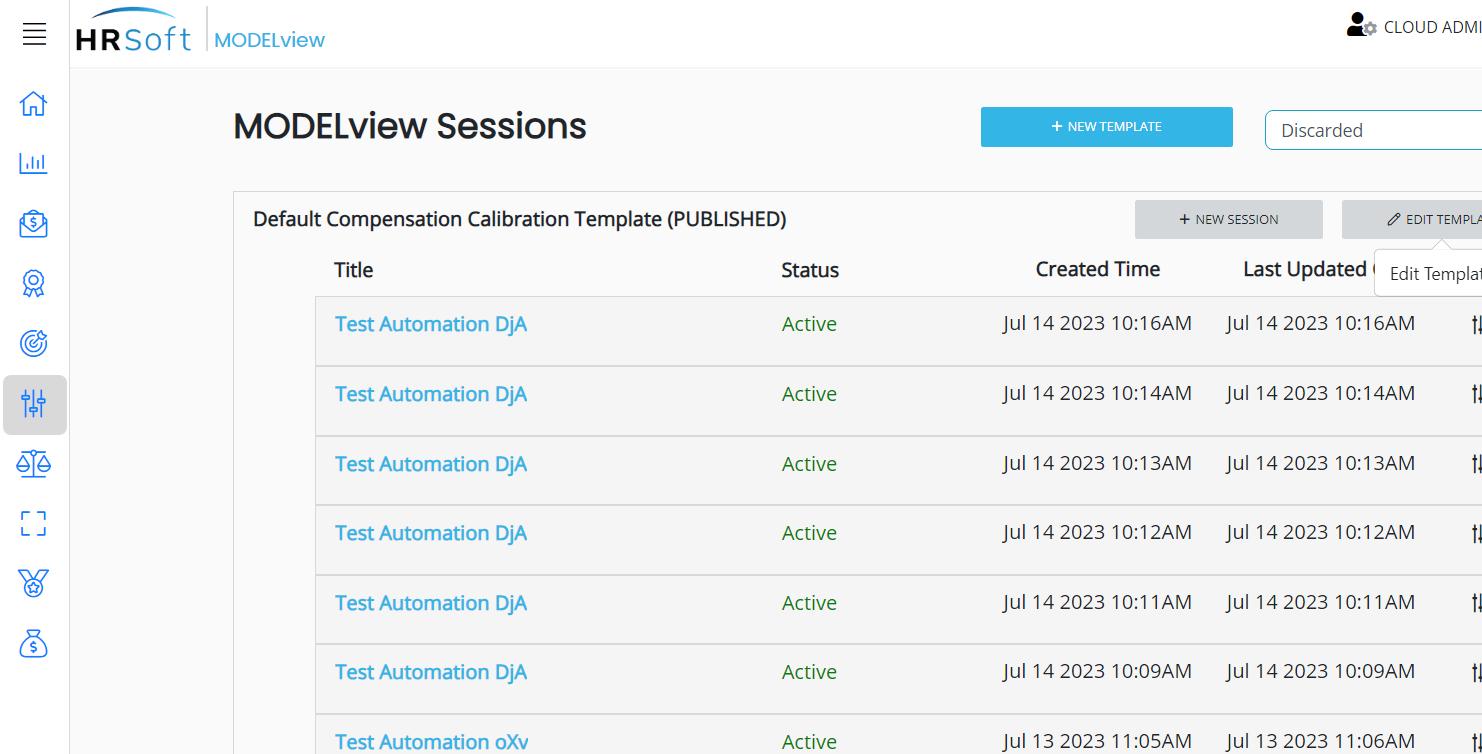 HRSoft MODELview
CLOUD ADMI
MODELview Sessions
+ NEW TEMPLATE
Discarded
Default Compensation Calibration Template (PUBLISHED)
+ NEW SESSION
EDIT TEMPLA
Title Status Created Time Last Updated
Edit Templat
Test Automation DjA Active Jul 14 2023 10:16AM Jul 14 2023 10:16AM
Test Automation DjA Active Jul 14 2023 10:14AM Jul 14 2023 10:14AM
Test Automation DjA Active Jul 14 2023 10:13AM Jul 14 2023 10:13AM
Test Automation DjA Active Jul 14 2023 10:12AM Jul 14 2023 10:12AM
Test Automation DjA Active Jul 14 2023 10:11AM Jul 14 2023 10:11AM
Test Automation DjA Active Jul 14 2023 10:09AM Jul 14 2023 10:09AM
Test Automation oXv Active Jul 13 2023 11:05AM Jul 13 2023 11:06AM